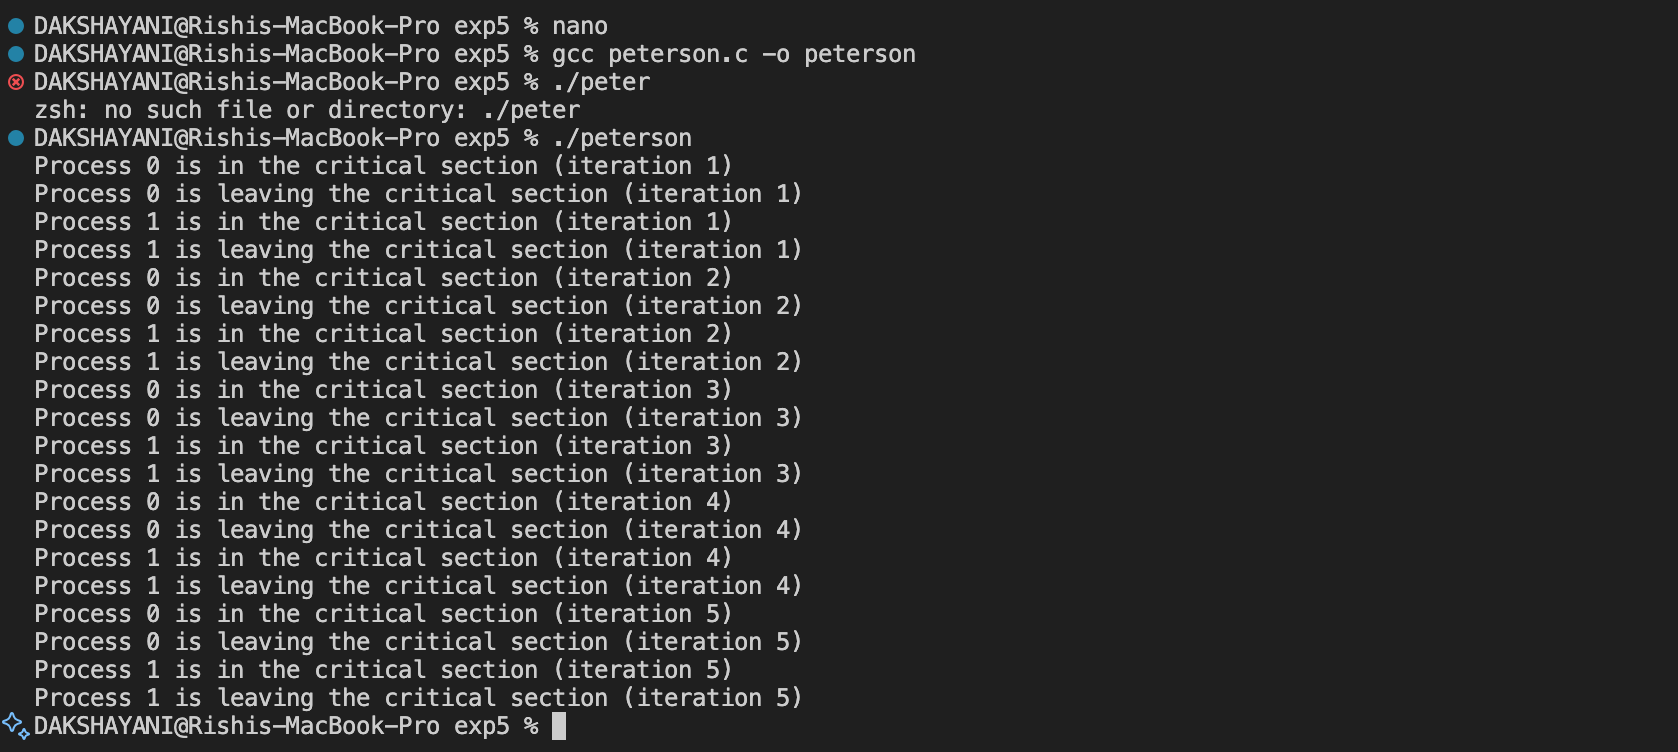 DAKSHAYANI@Rishis-MacBook-Pro exp5 % nano
DAKSHAYANI@Rishis-MacBook-Pro exp5 % gcc peterson.c -o peterson
DAKSHAYANI@Rishis-MacBook-Pro exp5 % ./peter
zsh: no such file or directory: ./peter
DAKSHAYANI@Rishis-MacBook-Pro exp5 % ./peterson
Process 0 is in the critical section (iteration 1)
Process 0 is leaving the critical section (iteration 1)
Process 1 is in the critical section (iteration 1)
Process 1 is leaving the critical section (iteration 1)
Process 0 is in the critical section (iteration 2)
Process 0 is leaving the critical section (iteration 2)
Process 1 is in the critical section (iteration 2)
Process 1 is leaving the critical section (iteration 2)
Process 0 is in the critical section (iteration 3)
Process 0 is leaving the critical section (iteration 3)
Process 1 is in the critical section (iteration 3)
Process 1 is leaving the critical section (iteration 3)
Process 0 is in the critical section (iteration 4)
Process 0 is leaving the critical section (iteration 4)
Process 1 is in the critical section (iteration 4)
Process 1 is leaving the critical section (iteration 4)
Process 0 is in the critical section (iteration 5)
Process 0 is leaving the critical section (iteration 5)
Process 1 is in the critical section (iteration 5)
Process 1 is leaving the critical section (iteration 5)
DAKSHAYANI@Rishis-MacBook-Pro exp5 %